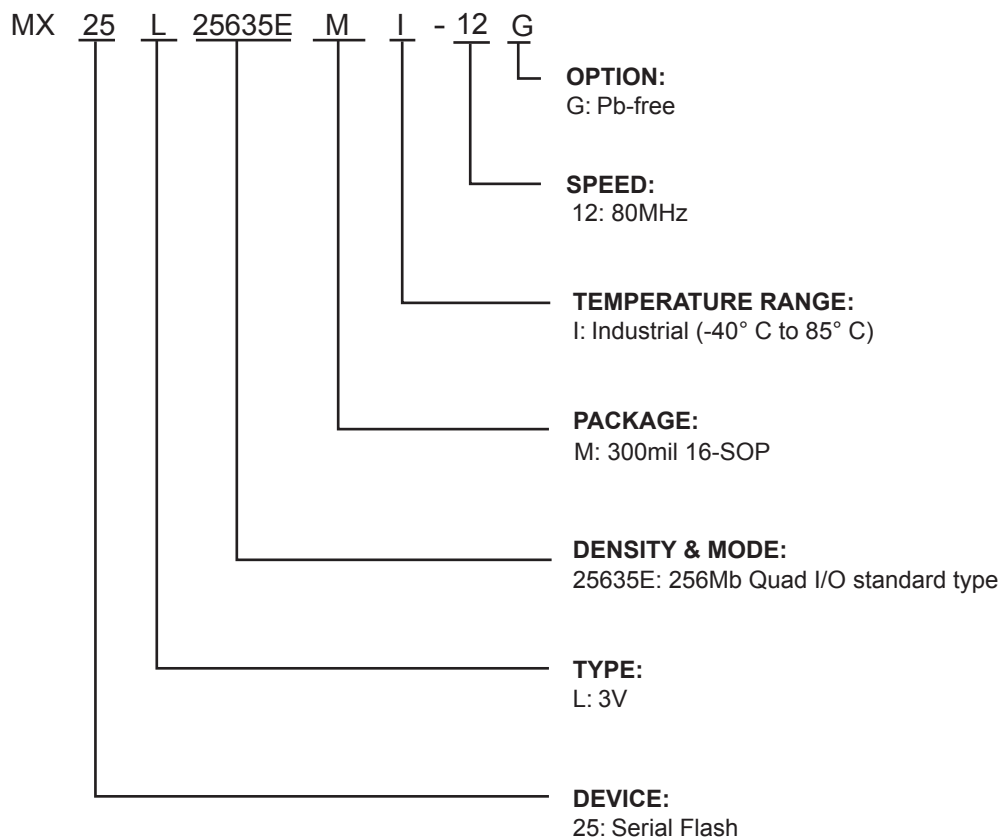 MX 25 L 25635E M I - 12 G
OPTION:
G: Pb-free
SPEED:
12: 80MHz
TEMPERATURE RANGE:
I: Industrial (-40° C to 85° C)
PACKAGE:
M: 300mil 16-SOP
DENSITY & MODE:
25635E: 256Mb Quad I/O standard type
TYPE:
L: 3V
DEVICE:
25: Serial Flash